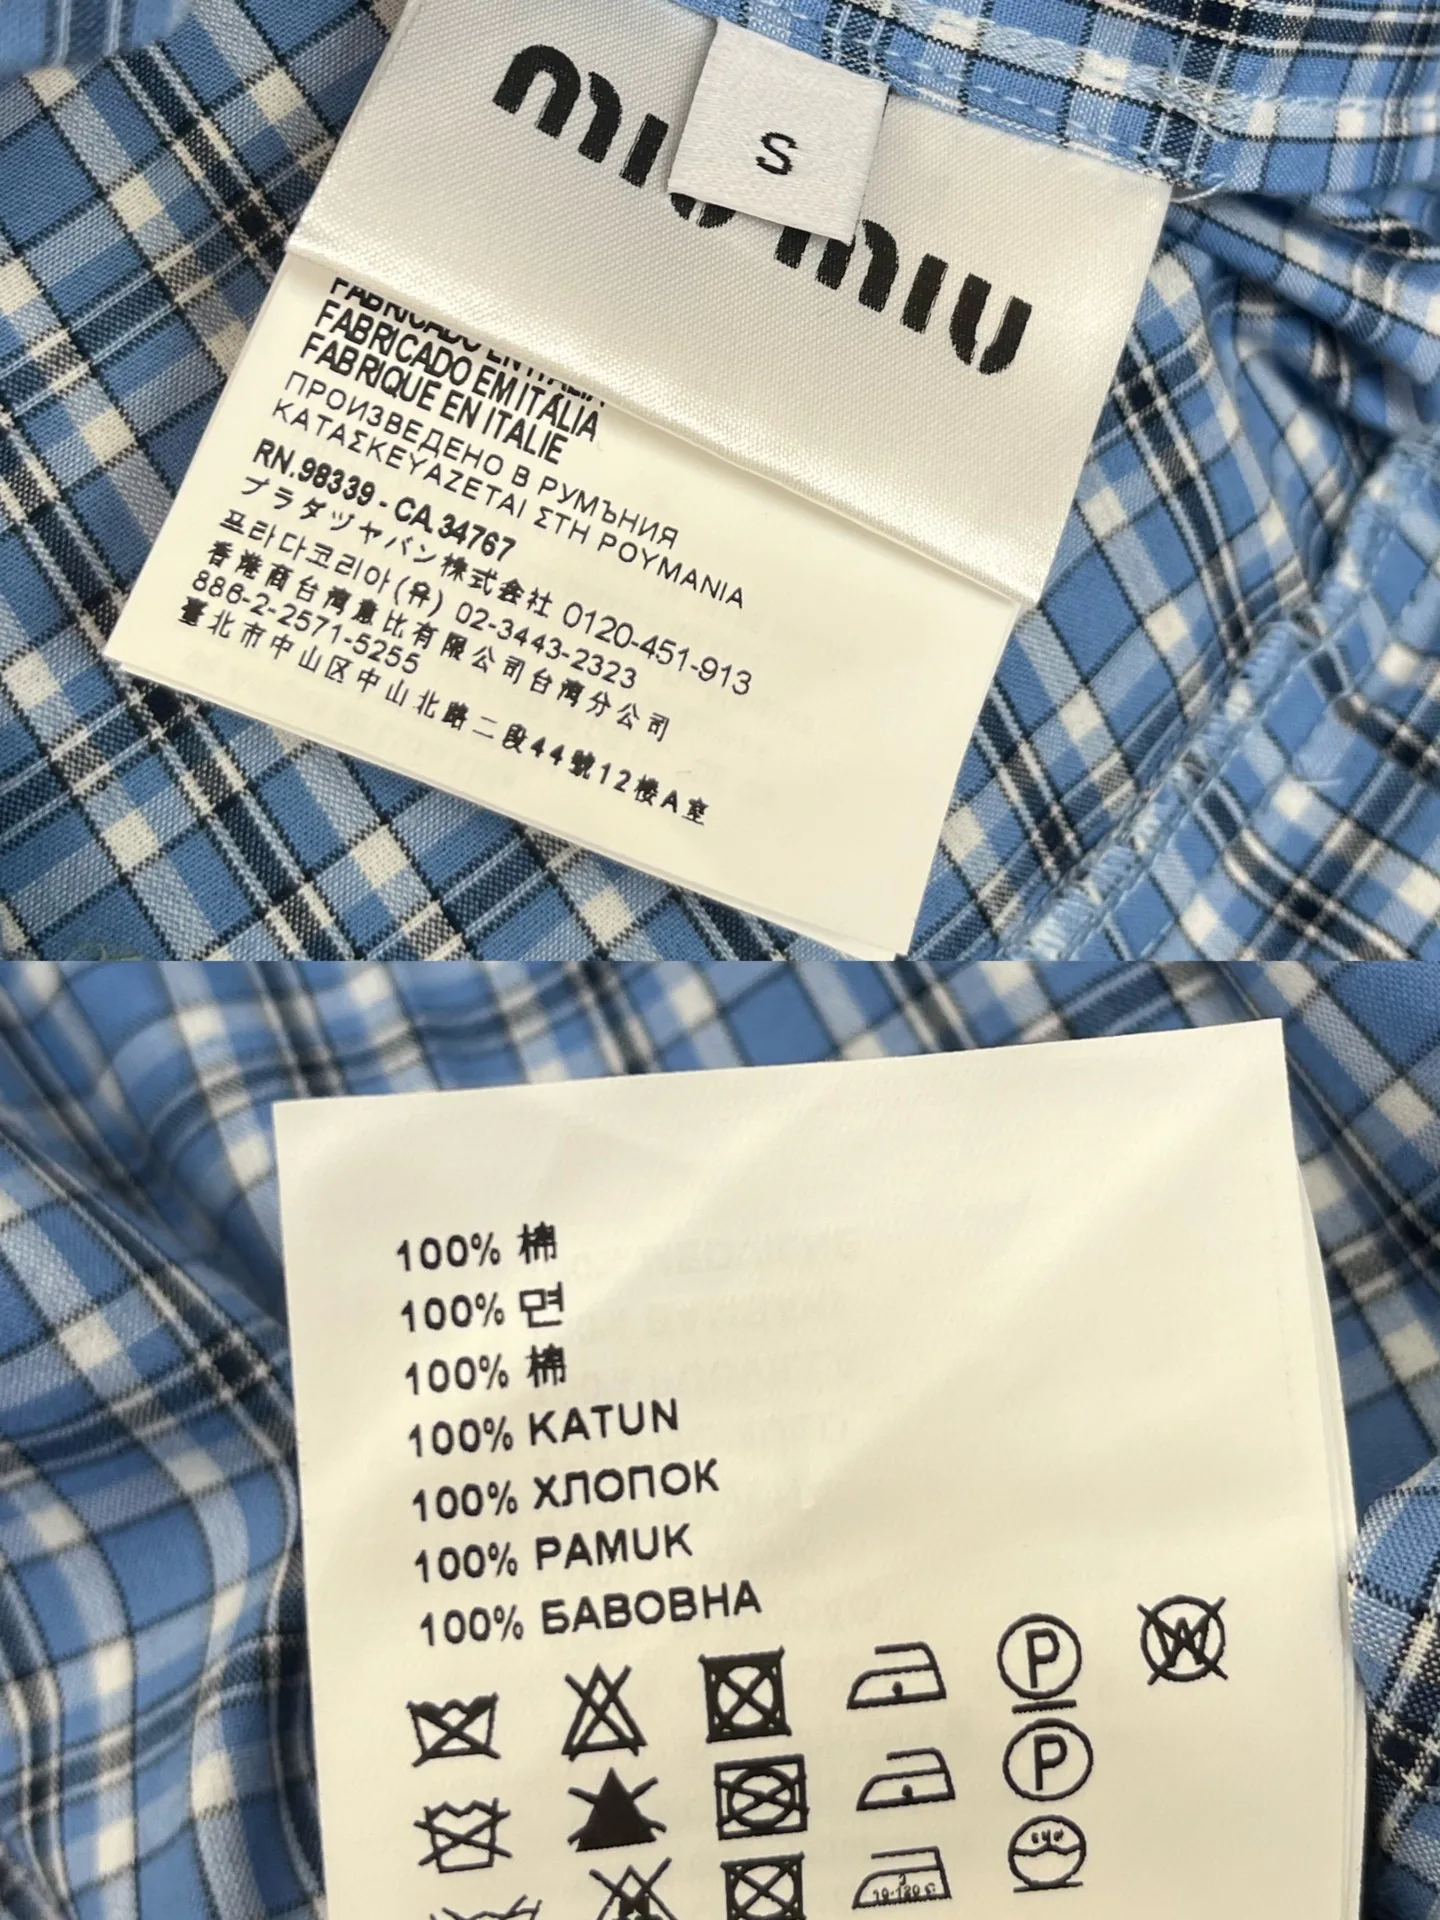 miu miu
S
FABRICADO EN ITALIA
FABRICADO EM ITÁLIA
FABRIQUE EN ITALIE
ПРОИЗВЕДЕНО В РУМЪНИЯ
ΚΑΤΑΣΚΕΥΑΖΕΤΑΙ ΣΤΗ ΡΟΥΜΑΝΙΑ
RN.98339 - CA.34767
プラダジャパン株式会社 0120-451-913
프라다코리아(유) 02-3443-2323
香港商台灣意比有限公司台灣分公司
886-2-2571-5255
臺北市中山区中山北路二段44號12楼A室
100% 棉
100% 면
100% 棉
100% KATUN
100% ХЛОПОК
100% PAMUK
100% БАВОВНА
P
W
P